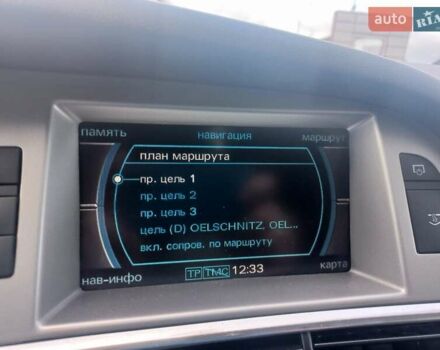 auto RIA
память навигация маршрут
план маршрута
пр. цель 1
пр. цель 2
пр. цель 3
цель (D) OELSCHNITZ, OEL...
вкл. сопров. по маршруту
нав-инфо TP TMC 12:33 карта